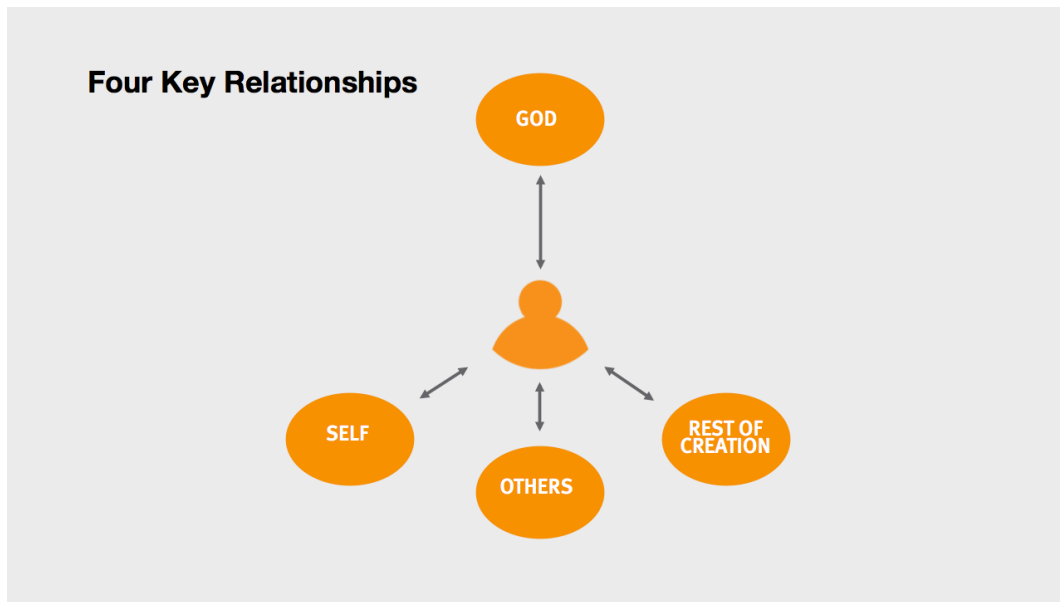 Four Key Relationships
GOD
SELF
OTHERS
REST OF
CREATION